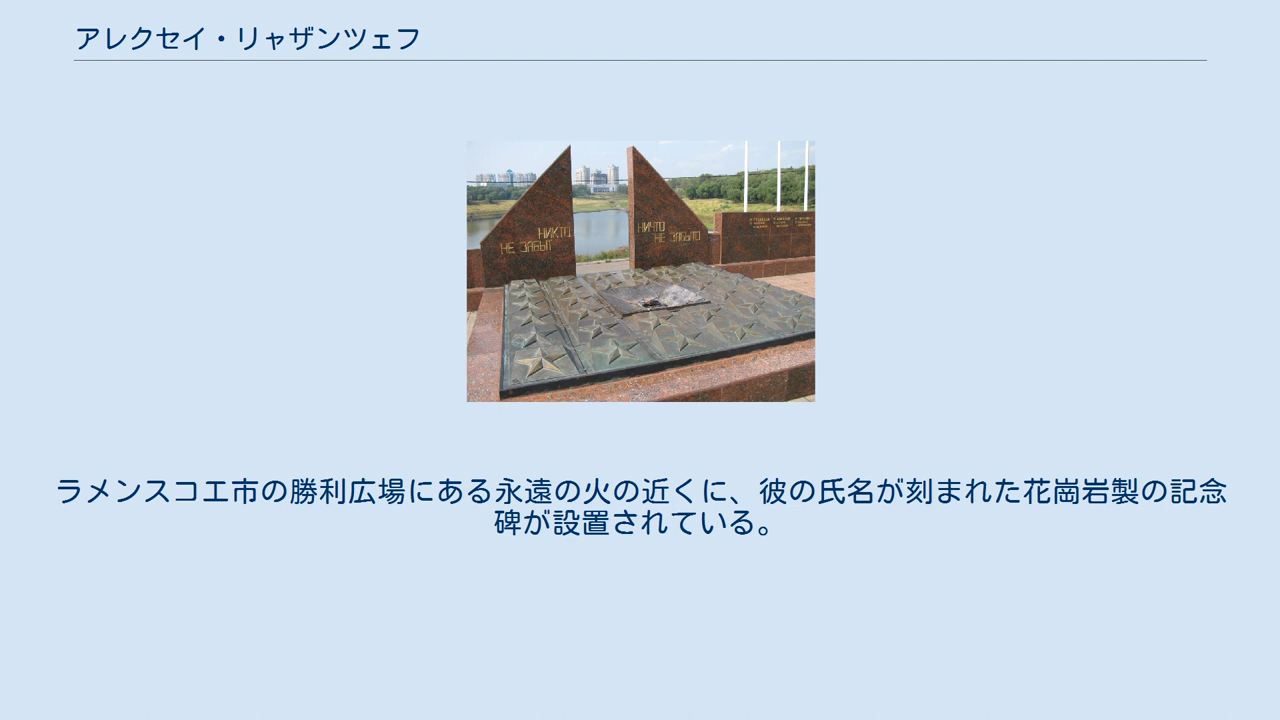 アレクセイ・リャザンツェフ
НИКТО
НЕ ЗАБЫТ
НИЧТО
НЕ ЗАБЫТО
ラメンスコエ市の勝利広場にある永遠の火の近くに、彼の氏名が刻まれた花崗岩製の記念
碑が設置されている。